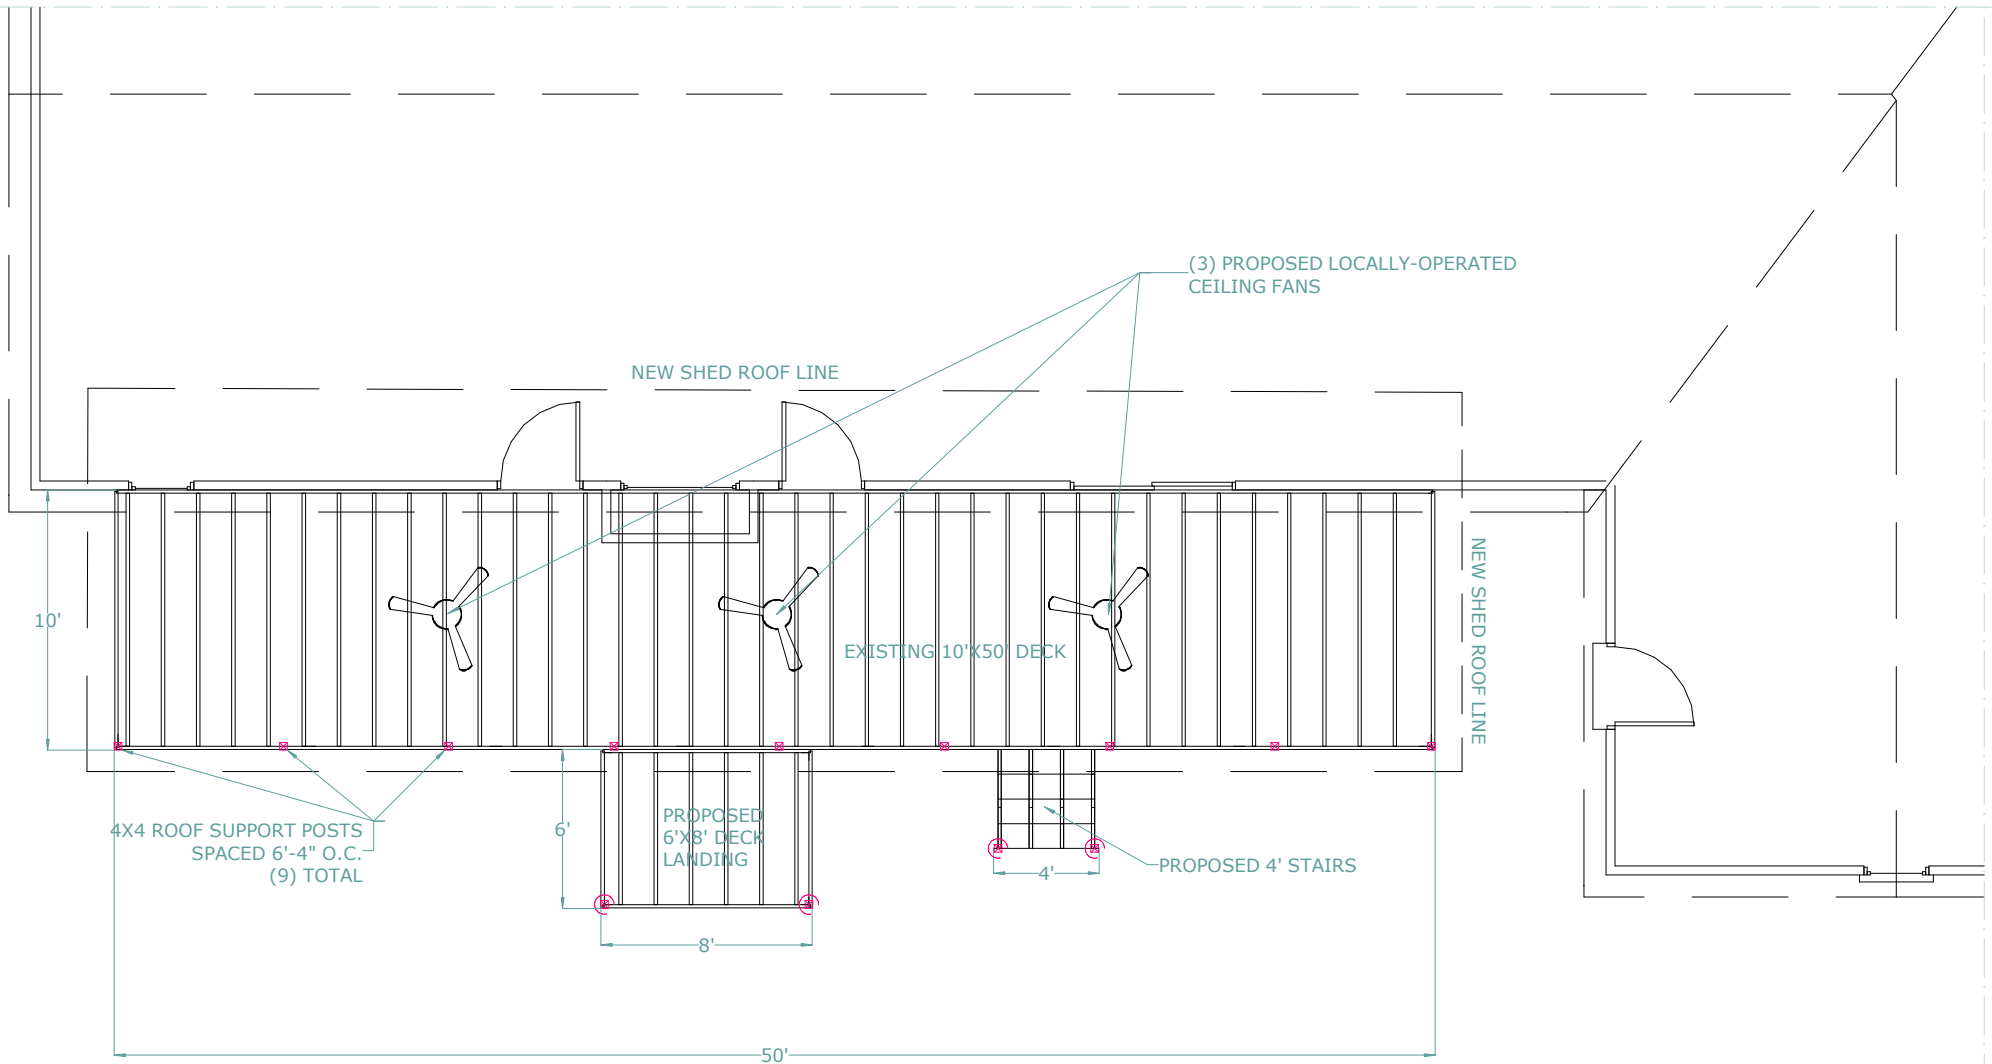 (3) PROPOSED LOCALLY-OPERATED
CEILING FANS
NEW SHED ROOF LINE
NEW SHED ROOF LINE
10'
EXISTING 10'X50' DECK
4X4 ROOF SUPPORT POSTS
SPACED 6'-4" O.C.
(9) TOTAL
6'
PROPOSED
6'X8' DECK
LANDING
PROPOSED 4' STAIRS
4'
8'
50'